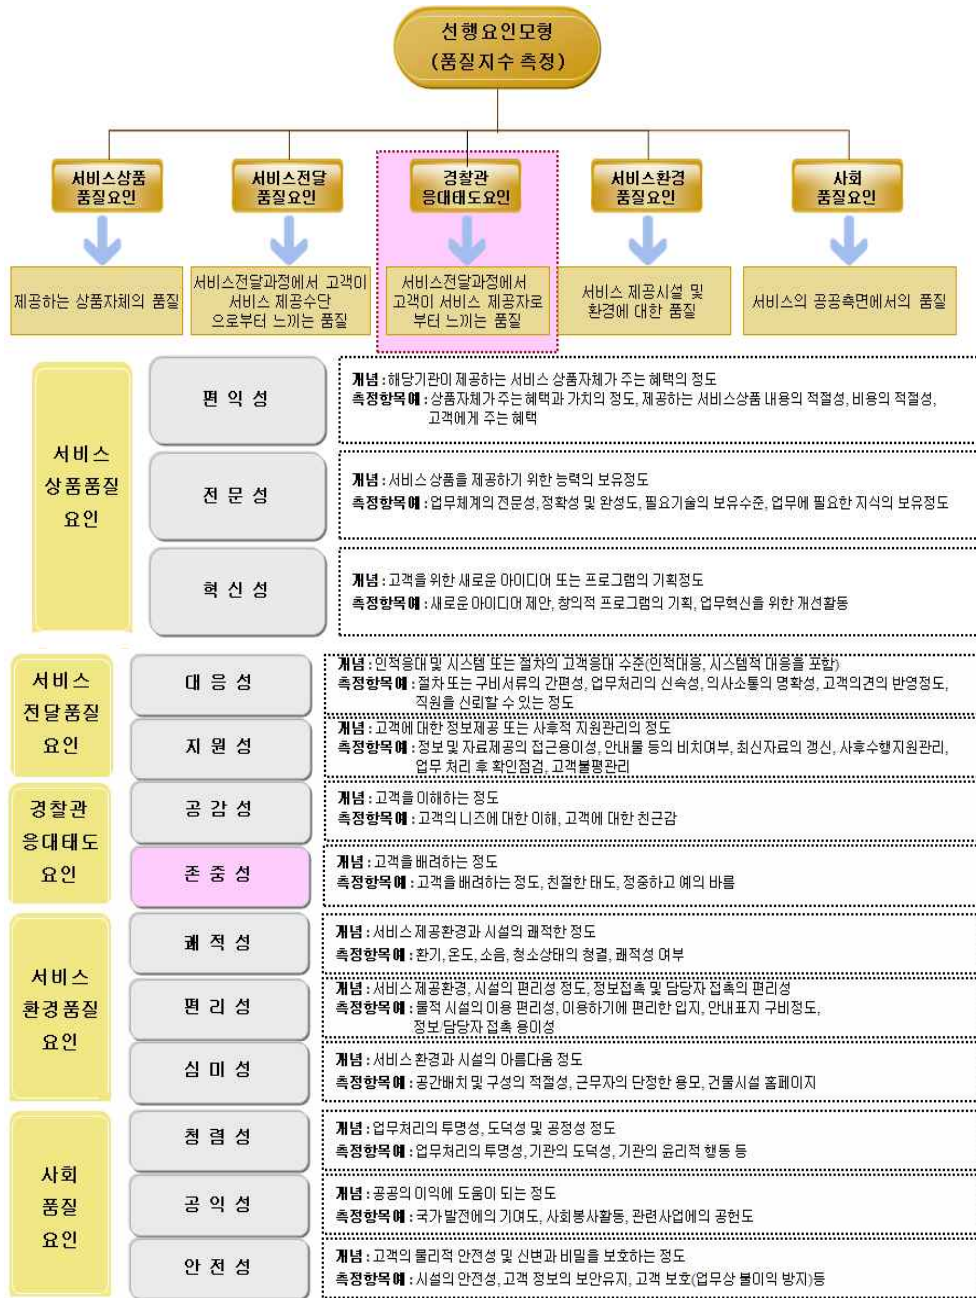 선행요인모형
(품질지수 측정)
서비스상품
품질요인
서비스전달
품질요인
경찰관
응대태도요인
서비스환경
품질요인
사회
품질요인
제공하는 상품자체의 품질
서비스전달과정에서 고객이
서비스 제공수단
으로부터 느끼는 품질
서비스전달과정에서
고객이 서비스 제공자로
부터 느끼는 품질
서비스 제공시설 및
환경에 대한 품질
서비스의 공공측면에서의 품질
서비스
상품품질
요인
편익성
개념 : 해당기관이 제공하는 서비스 상품자체가 주는 혜택의 정도
측정항목예 : 상품자체가 주는 혜택과 가치의 정도, 제공하는 서비스상품 내용의 적절성, 비용의 적절성,
고객에게 주는 혜택
전문성
개념 : 서비스 상품을 제공하기 위한 능력의 보유정도
측정항목예 : 업무체계의 전문성, 정확성 및 완성도, 필요기술의 보유수준, 업무에 필요한 지식의 보유정도
혁신성
개념 : 고객을 위한 새로운 아이디어 또는 프로그램의 기획정도
측정항목예 : 새로운 아이디어 제안, 창의적 프로그램의 기획, 업무혁신을 위한 개선활동
서비스
전달품질
요인
대응성
개념 : 인적응대 및 시스템 또는 절차의 고객응대 수준(인적대응, 시스템적 대응을 포함)
측정항목예 : 절차 또는 구비서류의 간편성, 업무처리의 신속성, 의사소통의 명확성, 고객의견의 반영정도,
직원을 신뢰할 수 있는 정도
지원성
개념 : 고객에 대한 정보제공 또는 사후적 지원관리의 정도
측정항목예 : 정보 및 자료제공의 접근용이성, 안내물 등의 비치여부, 최신자료의 갱신, 사후수행지원관리,
업무 처리 후 확인점검, 고객불평관리
경찰관
응대태도
요인
공감성
개념 : 고객을 이해하는 정도
측정항목예 : 고객의 니즈에 대한 이해, 고객에 대한 친근감
존중성
개념 : 고객을 배려하는 정도
측정항목예 : 고객을 배려하는 정도, 친절한 태도, 정중하고 예의 바름
서비스
환경품질
요인
쾌적성
개념 : 서비스 제공환경과 시설의 쾌적한 정도
측정항목예 : 환기, 온도, 소음, 청소상태의 청결, 쾌적성 여부
편리성
개념 : 서비스 제공환경, 시설의 편리성 정도, 정보접촉 및 담당자 접촉의 편리성
측정항목예 : 물적 시설의 이용 편리성, 이용하기에 편리한 입지, 안내표지 구비정도,
정보/담당자 접촉 용이성
심미성
개념 : 서비스 환경과 시설의 아름다움 정도
측정항목예 : 공간배치 및 구성의 적절성, 근무자의 단정한 용모, 건물시설 홈페이지
사회
품질
요인
청렴성
개념 : 업무처리의 투명성, 도덕성 및 공정성 정도
측정항목예 : 업무처리의 투명성, 기관의 도덕성, 기관의 윤리적 행동 등
공익성
개념 : 공공의 이익에 도움이 되는 정도
측정항목예 : 국가 발전에의 기여도, 사회봉사활동, 관련사업에의 공헌도
안전성
개념 : 고객의 물리적 안전성 및 신변과 비밀을 보호하는 정도
측정항목예 : 시설의 안전성, 고객 정보의 보안유지, 고객 보호(업무상 불이익 방지)등